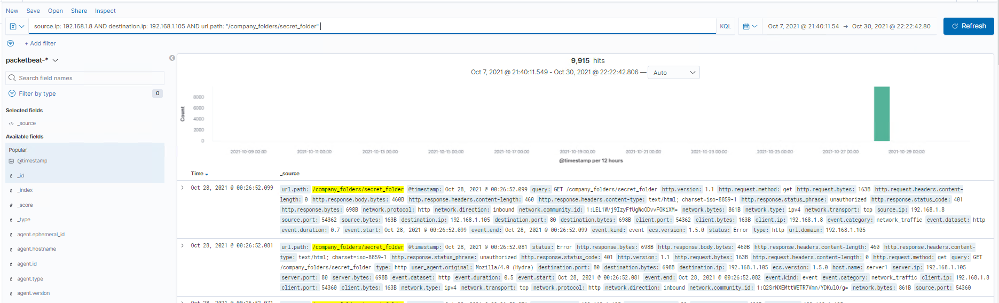 New Save Open Share Inspect
source.ip: 192.168.1.8 AND destination.ip: 192.168.1.105 AND url.path: "/company_folders/secret_folder"
KQL
Oct 7, 2021 @ 21:40:11.54 → Oct 30, 2021 @ 22:22:42.80
Refresh
+ Add filter
packetbeat-*
Search field names
Filter by type 0
Selected fields
_source
Available fields
Popular
@timestamp
t _id
t _index
# _score
t _type
t agent.ephemeral_id
t agent.hostname
t agent.id
t agent.type
t agent.version
9,915 hits
Oct 7, 2021 @ 21:40:11.549 - Oct 30, 2021 @ 22:22:42.806 — Auto
Count
8000
6000
4000
2000
0
2021-10-09 00:00 2021-10-11 00:00 2021-10-13 00:00 2021-10-15 00:00 2021-10-17 00:00 2021-10-19 00:00 2021-10-21 00:00 2021-10-23 00:00 2021-10-25 00:00 2021-10-27 00:00 2021-10-29 00:00
@timestamp per 12 hours
Time _source
Oct 28, 2021 @ 00:26:52.099
url.path: /company_folders/secret_folder @timestamp: Oct 28, 2021 @ 00:26:52.099 query: GET /company_folders/secret_folder http.version: 1.1 http.request.method: get http.request.bytes: 163B http.request.headers.content-
length: 0 http.response.body.bytes: 460B http.response.headers.content-length: 460 http.response.headers.content-type: text/html; charset=iso-8859-1 http.response.status_phrase: unauthorized http.response.status_code: 401
http.response.bytes: 698B network.protocol: http network.direction: inbound network.community_id: 1:LEL1W/j9IzyFfUgWcODvvFOKiXM= network.bytes: 861B network.type: ipv4 network.transport: tcp source.ip: 192.168.1.8
source.port: 54362 source.bytes: 163B destination.ip: 192.168.1.105 destination.port: 80 destination.bytes: 698B client.port: 54362 client.bytes: 163B client.ip: 192.168.1.8 event.category: network_traffic event.dataset: http
event.duration: 0.7 event.start: Oct 28, 2021 @ 00:26:52.099 event.end: Oct 28, 2021 @ 00:26:52.099 event.kind: event ecs.version: 1.5.0 status: Error type: http url.domain: 192.168.1.105
Oct 28, 2021 @ 00:26:52.081
url.path: /company_folders/secret_folder @timestamp: Oct 28, 2021 @ 00:26:52.081 status: Error http.response.bytes: 698B http.response.body.bytes: 460B http.response.headers.content-length: 460 http.response.headers.content-
type: text/html; charset=iso-8859-1 http.response.status_phrase: unauthorized http.response.status_code: 401 http.version: 1.1 http.request.bytes: 163B http.request.headers.content-length: 0 http.request.method: get query: GET
/company_folders/secret_folder type: http user_agent.original: Mozilla/4.0 (Hydra) destination.port: 80 destination.bytes: 698B destination.ip: 192.168.1.105 ecs.version: 1.5.0 host.name: server1 server.ip: 192.168.1.105
server.port: 80 server.bytes: 698B event.dataset: http event.duration: 0.5 event.start: Oct 28, 2021 @ 00:26:52.081 event.end: Oct 28, 2021 @ 00:26:52.082 event.kind: event event.category: network_traffic client.ip: 192.168.1.8
client.port: 54360 client.bytes: 163B network.type: ipv4 network.transport: tcp network.protocol: http network.direction: inbound network.community_id: 1:Q2SrNXEMttWETR7Vmn/YDKulO/g= network.bytes: 861B source.port: 54360
Oct 28, 2021 @ 00:26:52.071